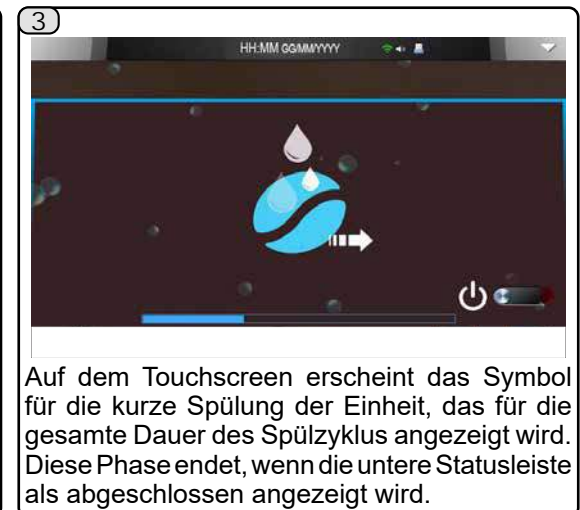 3
HH:MM GG/MM/YYYY
Auf dem Touchscreen erscheint das Symbol
für die kurze Spülung der Einheit, das für die
gesamte Dauer des Spülzyklus angezeigt wird.
Diese Phase endet, wenn die untere Statusleiste
als abgeschlossen angezeigt wird.